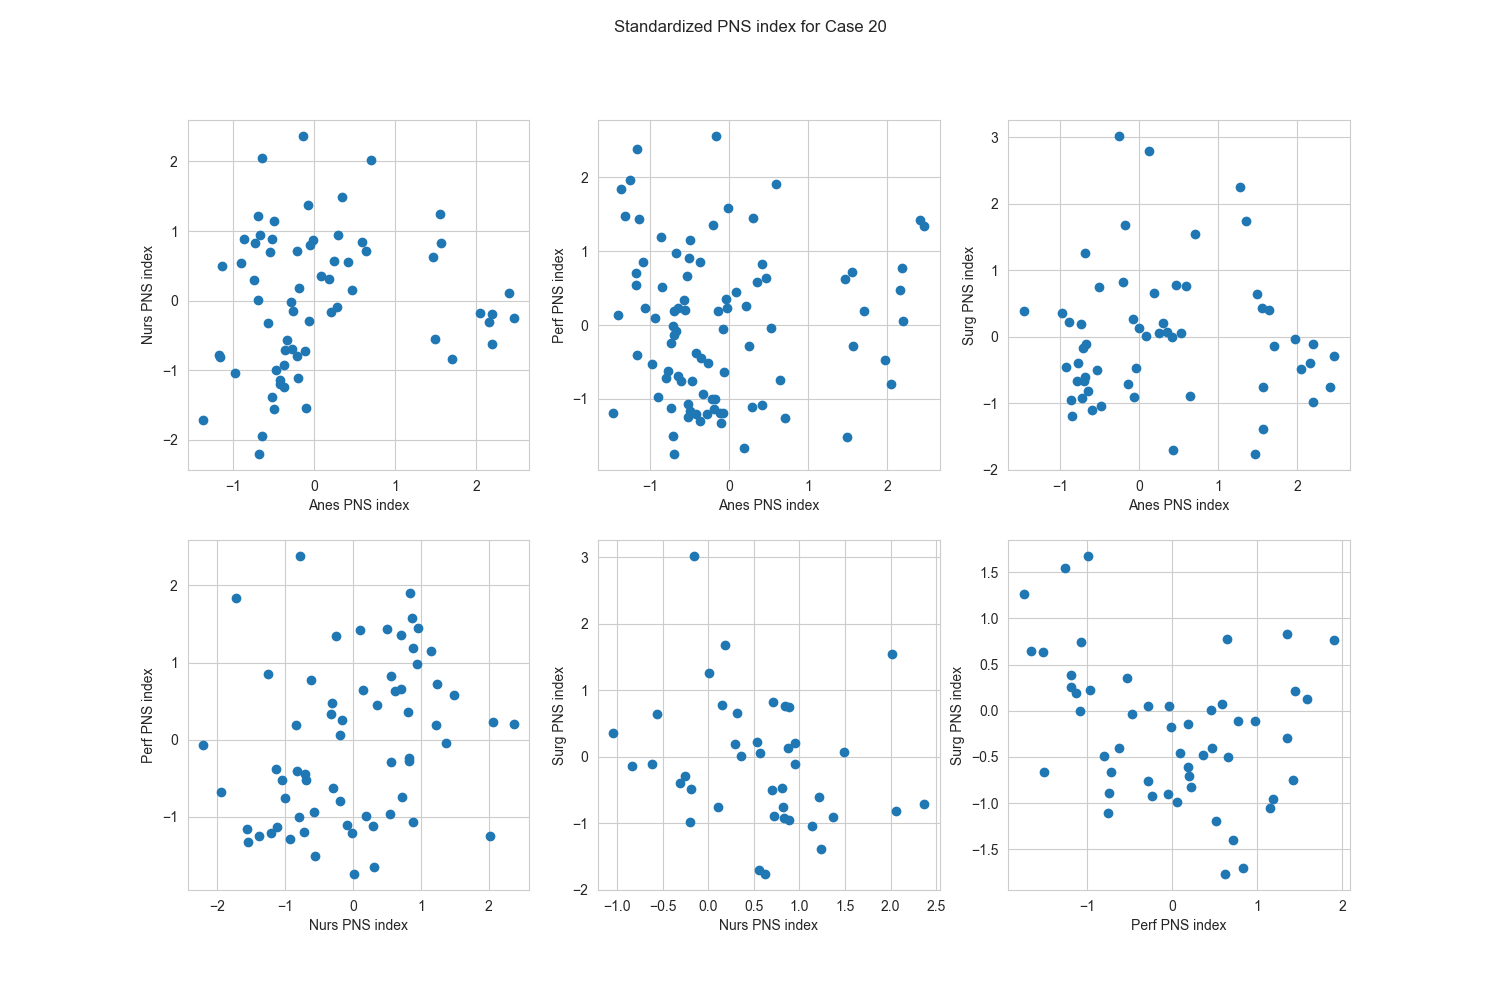 Standardized PNS index for Case 20
2
1
0
−1
−2
Nurs PNS index
−1 0 1 2
Anes PNS index
2
1
0
−1
Perf PNS index
−1 0 1 2
Anes PNS index
3
2
1
0
−1
−2
Surg PNS index
−1 0 1 2
Anes PNS index
2
1
0
−1
Perf PNS index
−2 −1 0 1 2
Nurs PNS index
3
2
1
0
−1
−2
Surg PNS index
−1.0 −0.5 0.0 0.5 1.0 1.5 2.0 2.5
Nurs PNS index
1.5
1.0
0.5
0.0
−0.5
−1.0
−1.5
Surg PNS index
−1 0 1 2
Perf PNS index